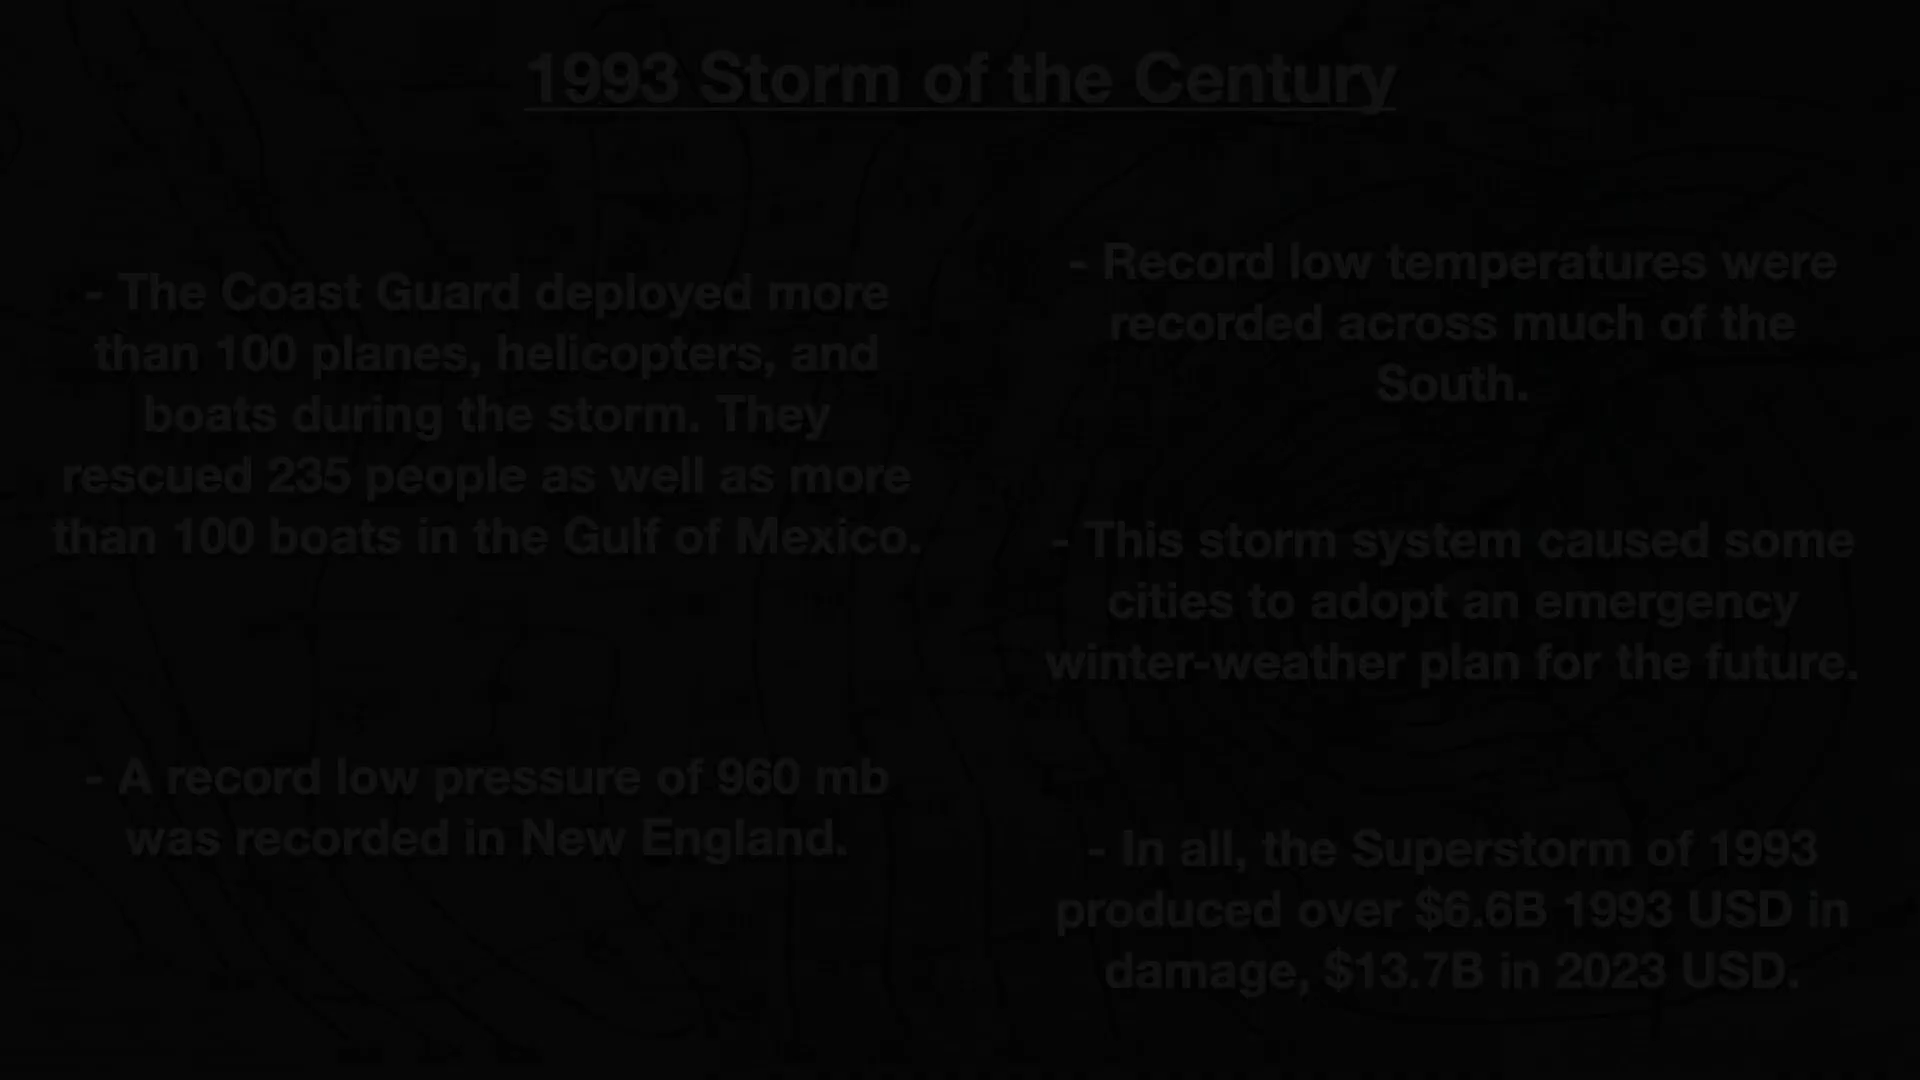 1993 Storm of the Century
- The Coast Guard deployed more
than 100 planes, helicopters, and
boats during the storm. They
rescued 235 people as well as more
than 100 boats in the Gulf of Mexico.
- A record low pressure of 960 mb
was recorded in New England.
- Record low temperatures were
recorded across much of the
South.
- This storm system caused some
cities to adopt an emergency
winter-weather plan for the future.
- In all, the Superstorm of 1993
produced over $6.6B 1993 USD in
damage, $13.7B in 2023 USD.